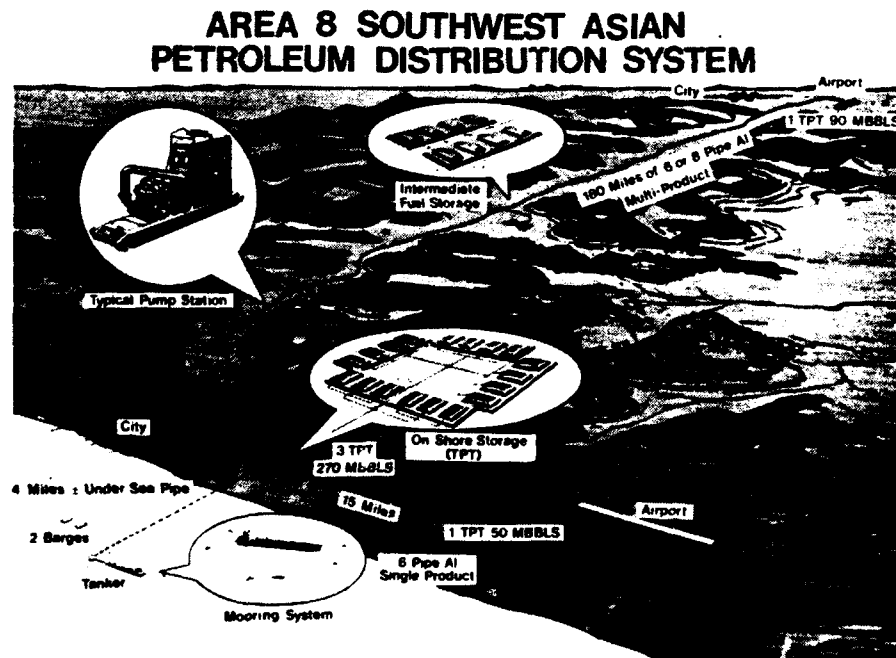 AREA 8 SOUTHWEST ASIAN
PETROLEUM DISTRIBUTION SYSTEM
City
Airport
1 TPT 90 MBBLS
180 Miles of 6 or 8 Pipe Al
Multi-Product
Intermediate
Fuel Storage
Typical Pump Station
City
On Shore Storage
(TPT)
3 TPT
270 MBBLS
4 Miles ± Under Sea Pipe
15 Miles
Airport
2 Barges
1 TPT 50 MBBLS
Tanker
6 Pipe Al
Single Product
Mooring System